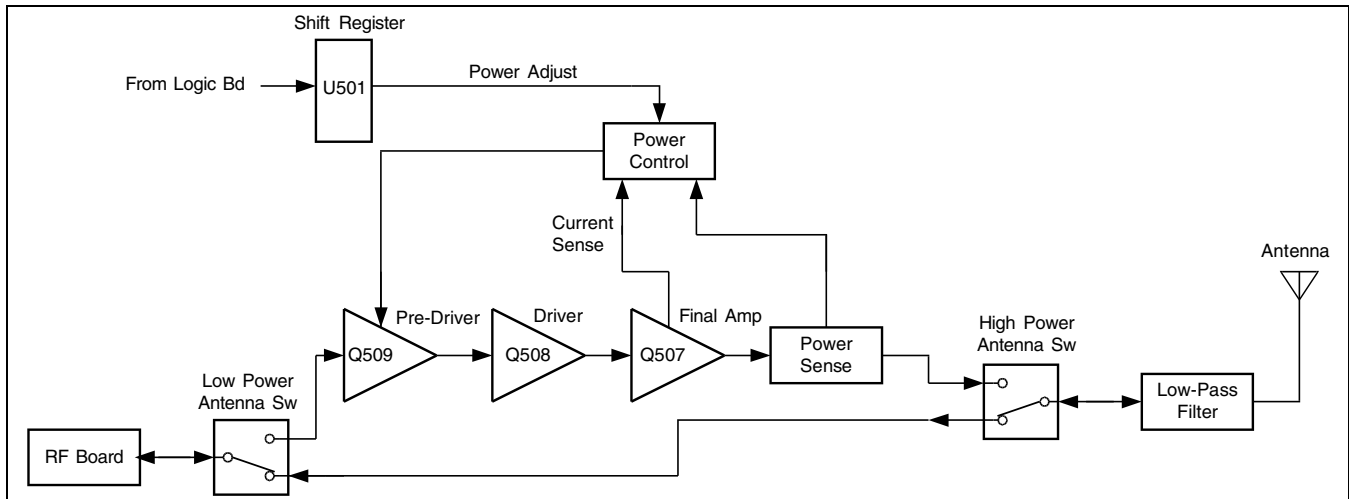 Shift Register
From Logic Bd
U501
Power Adjust
Power
Control
Current
Sense
Antenna
Pre-Driver
Driver
Final Amp
High Power
Antenna Sw
Q509
Q508
Q507
Power
Sense
Low Power
Antenna Sw
Low-Pass
Filter
RF Board